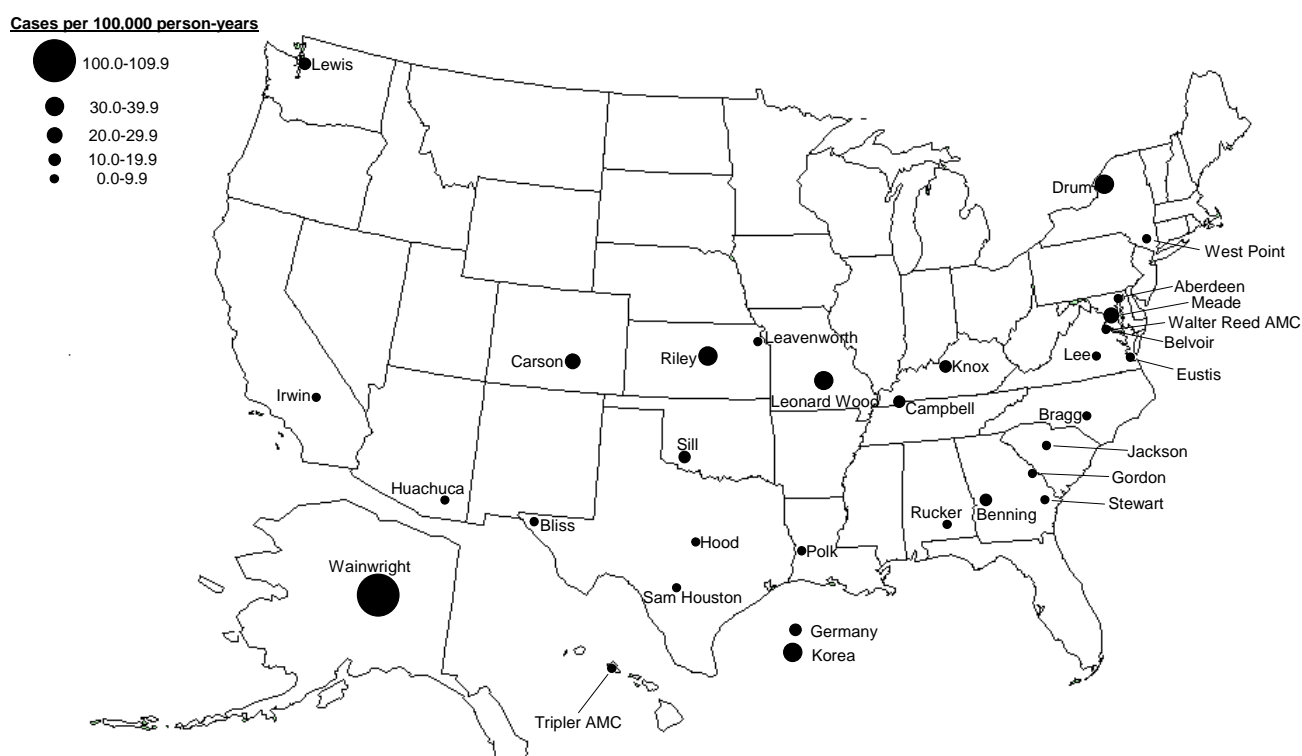 Cases per 100,000 person-years
100.0-109.9
30.0-39.9
20.0-29.9
10.0-19.9
0.0-9.9
Lewis
Drum
West Point
Aberdeen
Meade
Walter Reed AMC
Belvoir
Leavenworth
Carson
Riley
Lee
Knox
Eustis
Irwin
Leonard Wood
Campbell
Bragg
Sill
Jackson
Gordon
Huachuca
Stewart
Rucker
Benning
Bliss
Hood
Polk
Wainwright
Sam Houston
Germany
Korea
Tripler AMC